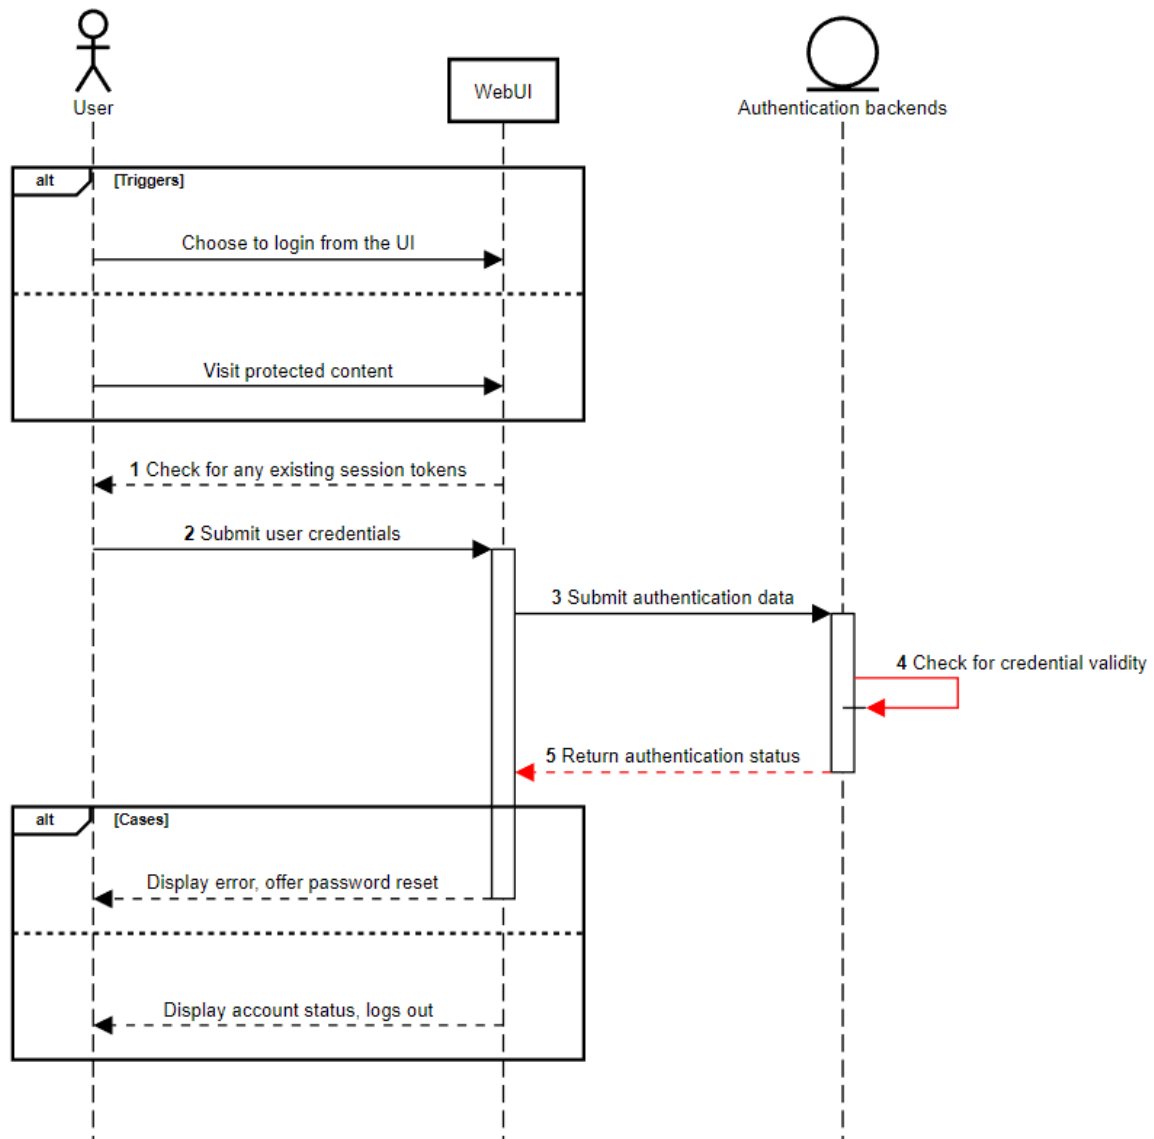 User
WebUI
Authentication backends
alt [Triggers]
Choose to login from the UI
Visit protected content
1 Check for any existing session tokens
2 Submit user credentials
3 Submit authentication data
4 Check for credential validity
5 Return authentication status
alt [Cases]
Display error, offer password reset
Display account status, logs out